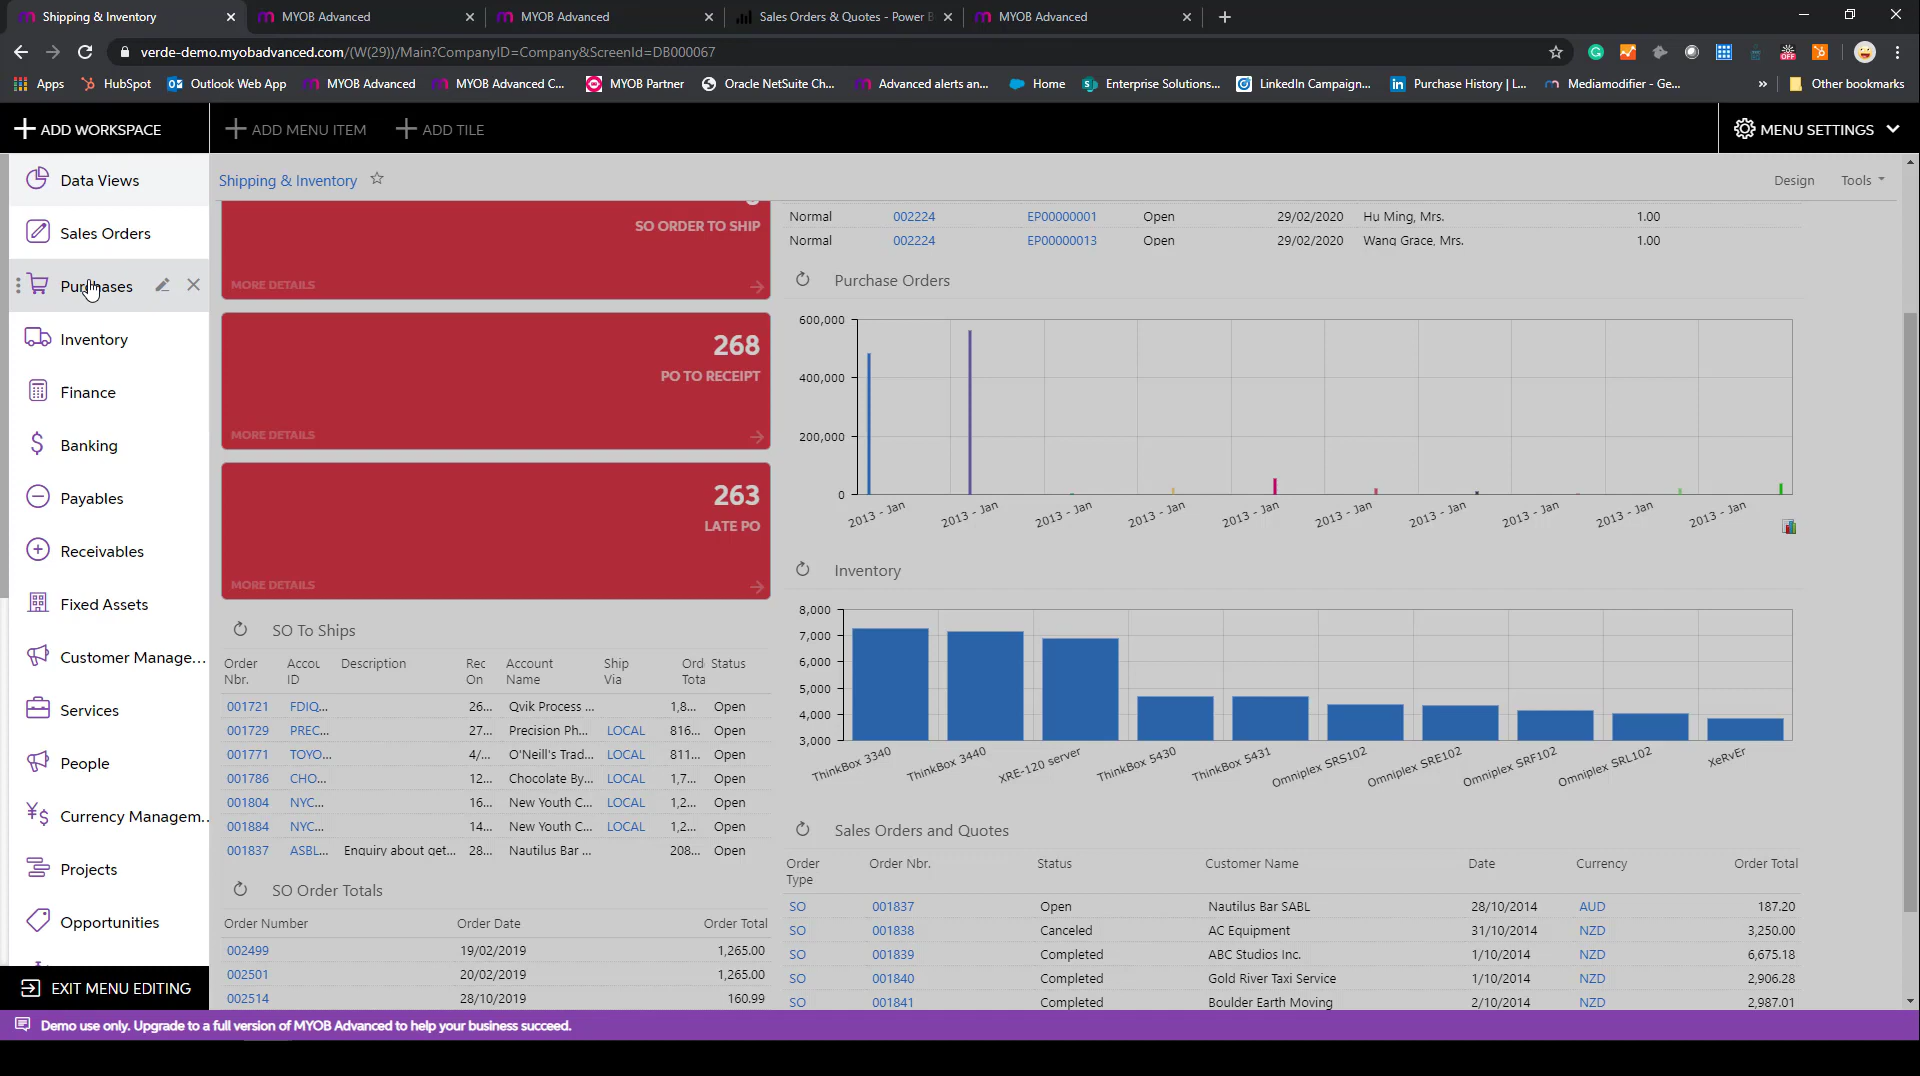 Shipping & Inventory
MYOB Advanced
MYOB Advanced
Sales Orders & Quotes - Power B
MYOB Advanced
verde-demo.myobadvanced.com/(W(29))/Main?CompanyID=Company&ScreenId=DB000067
Apps
HubSpot
Outlook Web App
MYOB Advanced
MYOB Advanced C...
MYOB Partner
Oracle NetSuite Ch...
Advanced alerts an...
Home
Enterprise Solutions...
LinkedIn Campaign...
Purchase History | L...
Mediamodifier - Ge...
Other bookmarks
ADD WORKSPACE
ADD MENU ITEM
ADD TILE
MENU SETTINGS
Data Views
Sales Orders
Purchases
Inventory
Finance
Banking
Payables
Receivables
Fixed Assets
Customer Manage...
Services
People
Currency Managem...
Projects
Opportunities
EXIT MENU EDITING
Shipping & Inventory
Design
Tools
SO ORDER TO SHIP
MORE DETAILS
268
PO TO RECEIPT
MORE DETAILS
263
LATE PO
MORE DETAILS
SO To Ships
Order Nbr. Accou ID Description Rec On Account Name Ship Via Ord Tota Status
001721 FDIQ... 26... Qvik Process ... 1,8... Open
001729 PREC... 27... Precision Ph... LOCAL 816... Open
001771 TOYO... 4/... O'Neill's Trad... LOCAL 811... Open
001786 CHO... 12... Chocolate By... LOCAL 1,7... Open
001804 NYC... 16... New Youth C... LOCAL 1,2... Open
001884 NYC... 14... New Youth C... LOCAL 1,2... Open
001837 ASBL... Enquiry about get... 28... Nautilus Bar ... 208... Open
SO Order Totals
Order Number Order Date Order Total
002499 19/02/2019 1,265.00
002501 20/02/2019 1,265.00
002514 28/10/2019 160.99
Normal 002224 EP00000001 Open 29/02/2020 Hu Ming, Mrs. 1.00
Normal 002224 EP00000013 Open 29/02/2020 Wang Grace, Mrs. 1.00
Purchase Orders
600,000
400,000
200,000
0
2013 - Jan 2013 - Jan 2013 - Jan 2013 - Jan 2013 - Jan 2013 - Jan 2013 - Jan 2013 - Jan 2013 - Jan 2013 - Jan
Inventory
8,000
7,000
6,000
5,000
4,000
3,000
ThinkBox 3340 ThinkBox 3440 XRE-120 server ThinkBox 5430 ThinkBox 5431 Omniplex SRS102 Omniplex SRE102 Omniplex SRF102 Omniplex SRL102 XeRvEr
Sales Orders and Quotes
Order Type Order Nbr. Status Customer Name Date Currency Order Total
SO 001837 Open Nautilus Bar SABL 28/10/2014 AUD 187.20
SO 001838 Canceled AC Equipment 31/10/2014 NZD 3,250.00
SO 001839 Completed ABC Studios Inc. 1/10/2014 NZD 6,675.18
SO 001840 Completed Gold River Taxi Service 1/10/2014 NZD 2,906.28
SO 001841 Completed Boulder Earth Moving 2/10/2014 NZD 2,987.01
Demo use only. Upgrade to a full version of MYOB Advanced to help your business succeed.